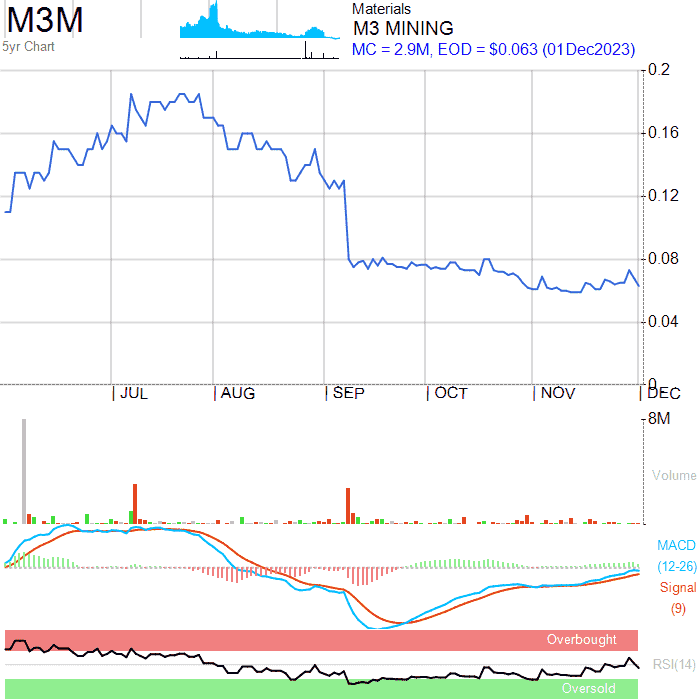 M3M
5yr Chart
Materials
M3 MINING
MC = 2.9M, EOD = $0.063 (01Dec2023)
0.2
0.16
0.12
0.08
0.04
0
JUL AUG SEP OCT NOV DEC
8M
Volume
MACD
(12-26)
Signal
(9)
Overbought
RSI(14)
Oversold